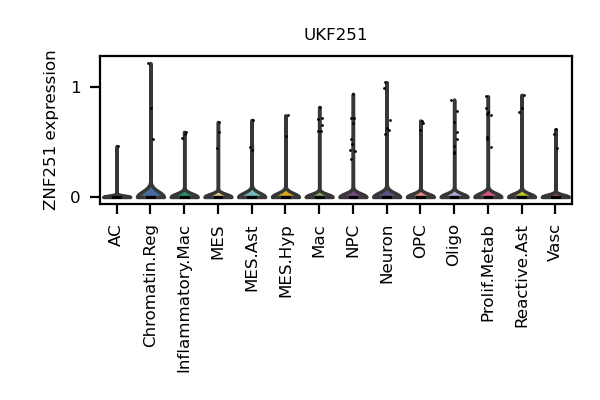 UKF251
ZNF251 expression
1
0
AC
Chromatin.Reg
Inflammatory.Mac
MES
MES.Ast
MES.Hyp
Mac
NPC
Neuron
OPC
Oligo
Prolif.Metab
Reactive.Ast
Vasc